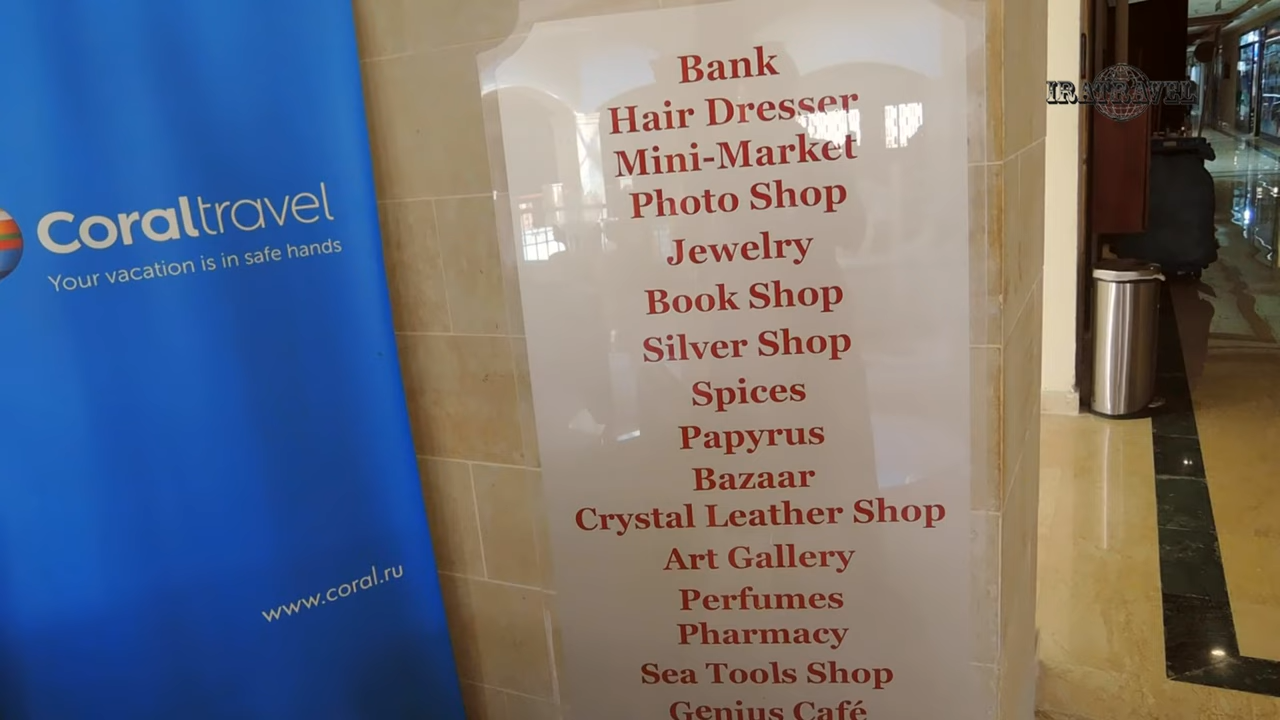 Coraltravel
Your vacation is in safe hands
www.coral.ru
Bank
Hair Dresser
Mini-Market
Photo Shop
Jewelry
Book Shop
Silver Shop
Spices
Papyrus
Bazaar
Crystal Leather Shop
Art Gallery
Perfumes
Pharmacy
Sea Tools Shop
Genius Café
IRATRAVEL